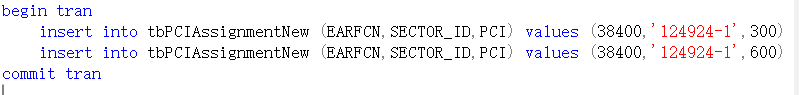 begin tran
insert into tbPCIAssignmentNew (EARFCN,SECTOR_ID,PCI) values (38400,'124924-1',300)
insert into tbPCIAssignmentNew (EARFCN,SECTOR_ID,PCI) values (38400,'124924-1',600)
commit tran